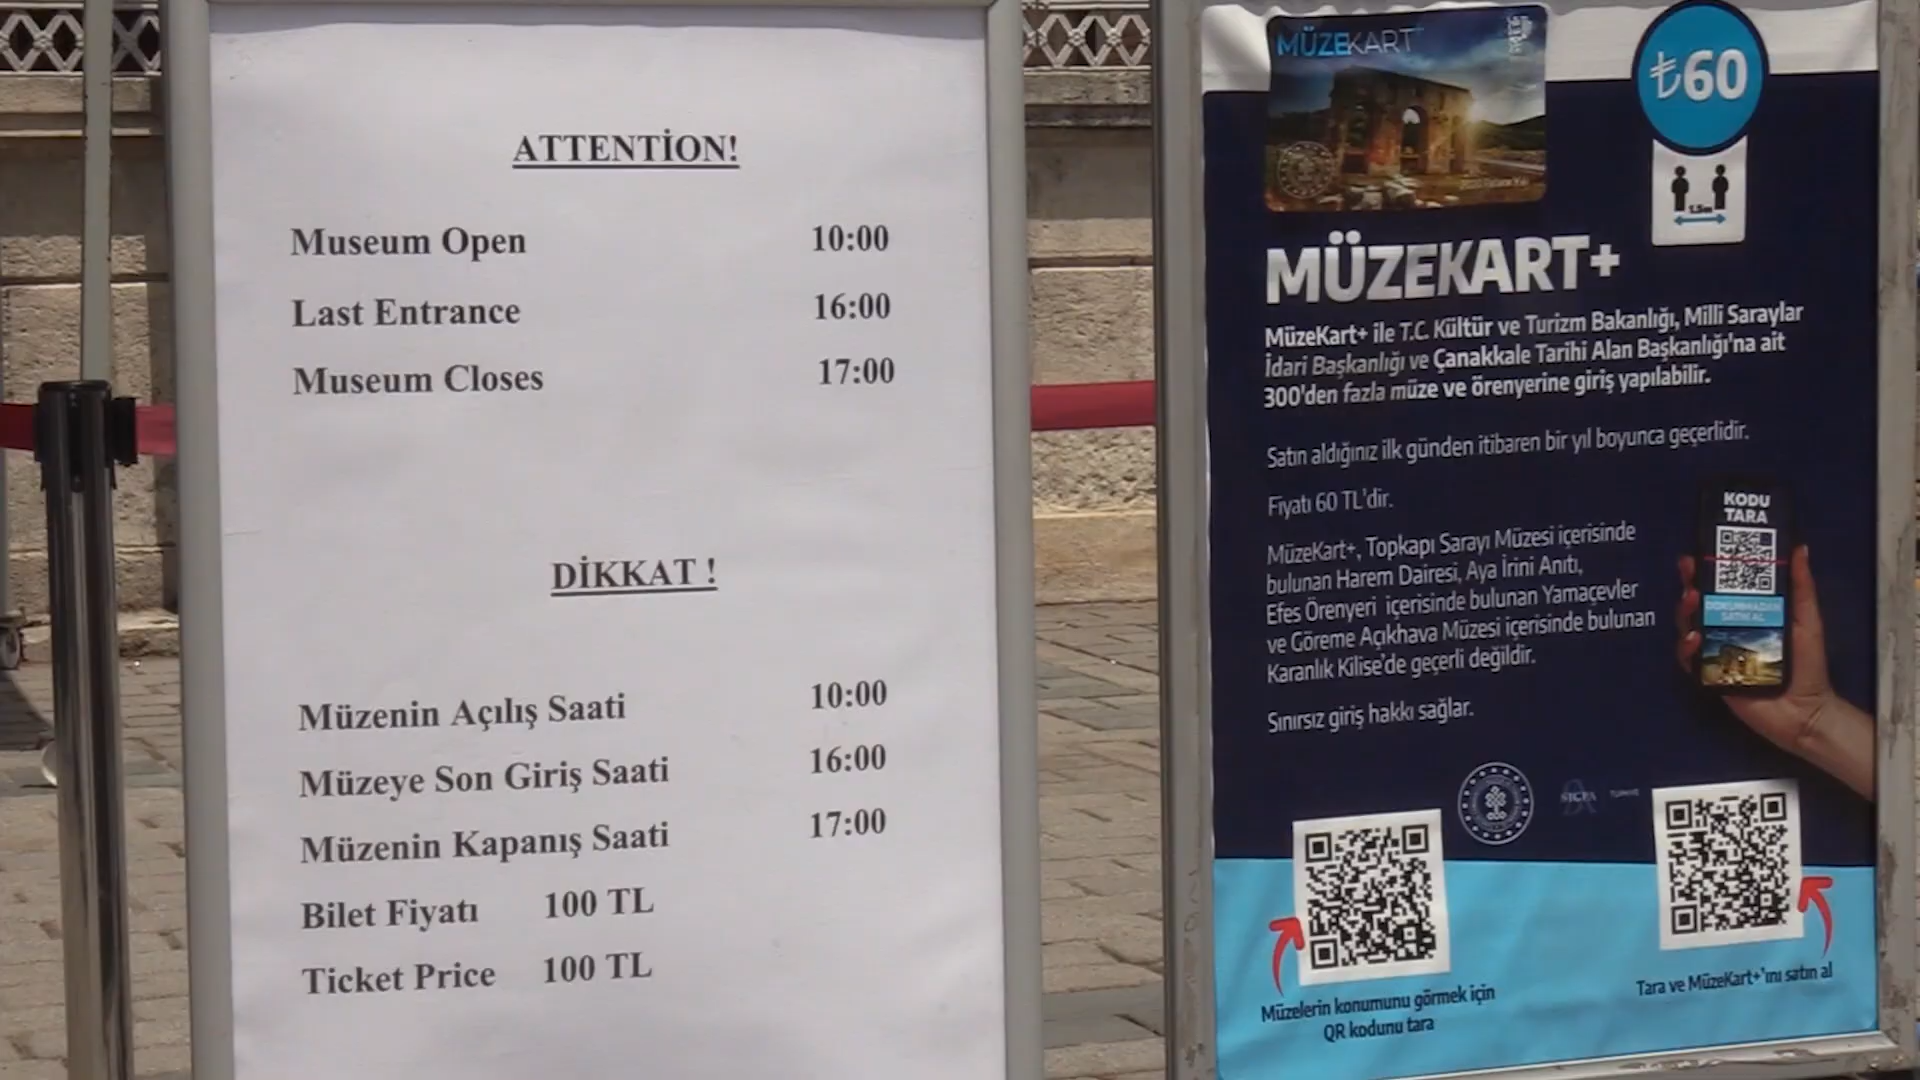 ATTENTİON!
Museum Open 10:00
Last Entrance 16:00
Museum Closes 17:00
DİKKAT !
Müzenin Açılış Saati 10:00
Müzeye Son Giriş Saati 16:00
Müzenin Kapanış Saati 17:00
Bilet Fiyatı 100 TL
Ticket Price 100 TL
MÜZEKART
₺60
1.5m
MÜZEKART+
MüzeKart+ ile T.C. Kültür ve Turizm Bakanlığı, Milli Saraylar
İdari Başkanlığı ve Çanakkale Tarihi Alan Başkanlığı'na ait
300'den fazla müze ve örenyerine giriş yapılabilir.
Satın aldığınız ilk günden itibaren bir yıl boyunca geçerlidir.
Fiyatı 60 TL'dir.
KODU
TARA
DOKUNMADAN
SATIN AL
MüzeKart+, Topkapı Sarayı Müzesi içerisinde
bulunan Harem Dairesi, Aya İrini Anıtı,
Efes Örenyeri içerisinde bulunan Yamaçevler
ve Göreme Açıkhava Müzesi içerisinde bulunan
Karanlık Kilise'de geçerli değildir.
Sınırsız giriş hakkı sağlar.
Müzelerin konumunu görmek için
QR kodunu tara
Tara ve MüzeKart+'ını satın al